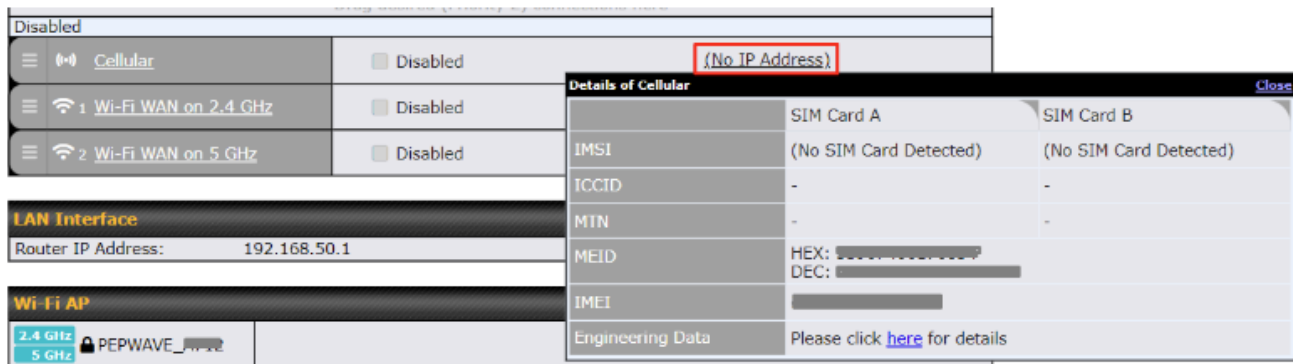 Disabled
Cellular Disabled (No IP Address)
Details of Cellular Close
SIM Card A SIM Card B
1 Wi-Fi WAN on 2.4 GHz Disabled
IMSI (No SIM Card Detected) (No SIM Card Detected)
2 Wi-Fi WAN on 5 GHz Disabled
ICCID - -
MTN - -
LAN Interface
Router IP Address: 192.168.50.1
MEID HEX:
DEC:
Wi-Fi AP
IMEI
2.4 GHz
5 GHz
PEPWAVE_
Engineering Data Please click here for details